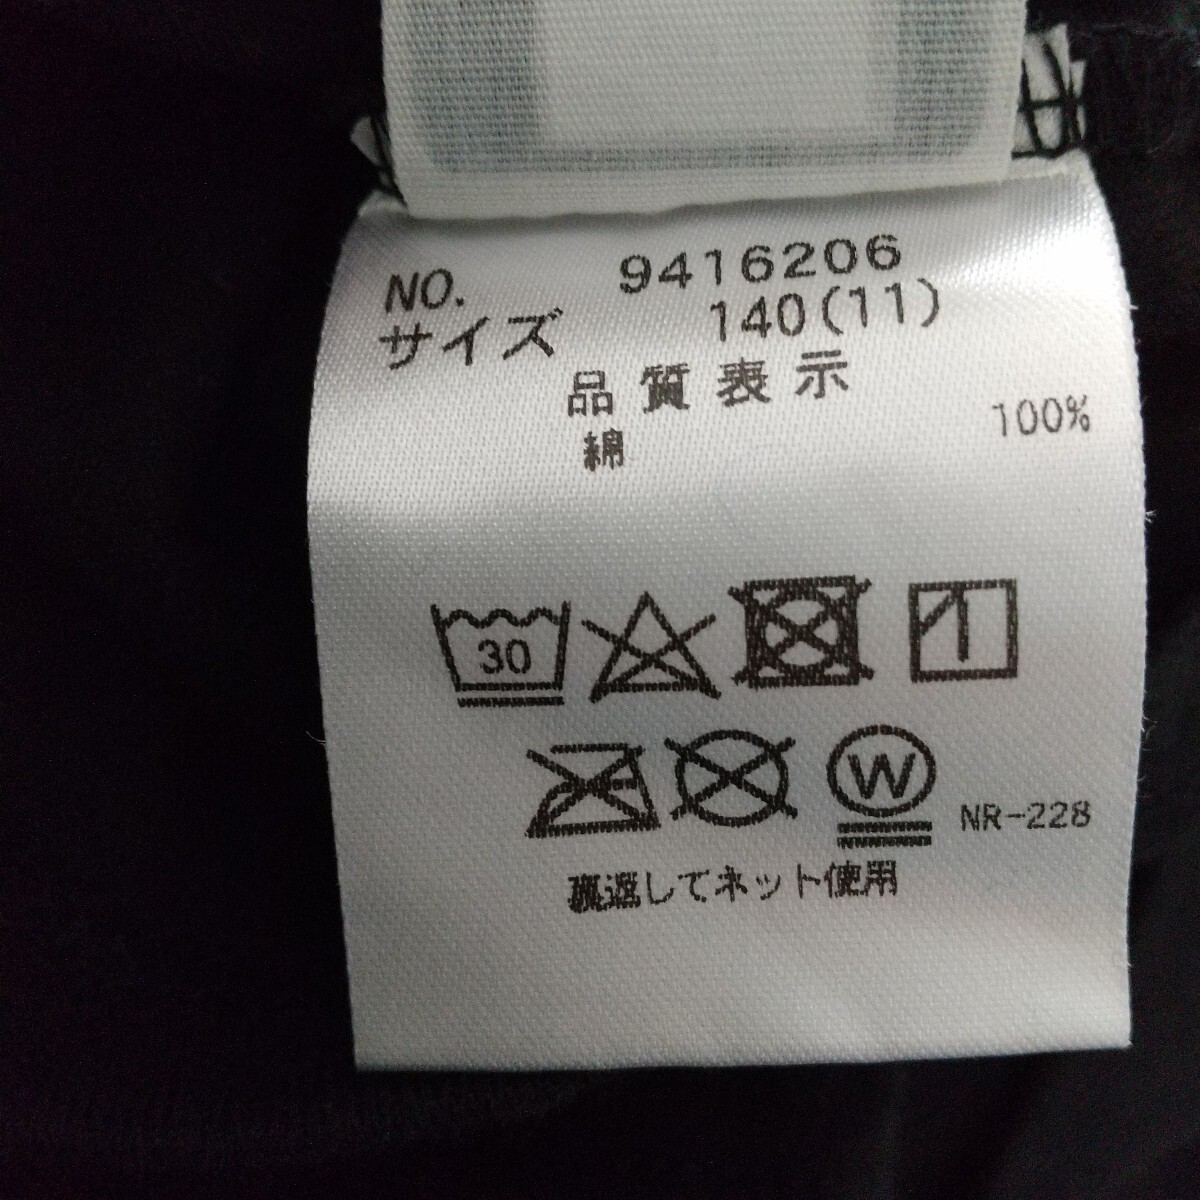 NO. 9416206
サイズ 140(11)
品質表示
綿 100%
30
W NR-228
裏返してネット使用